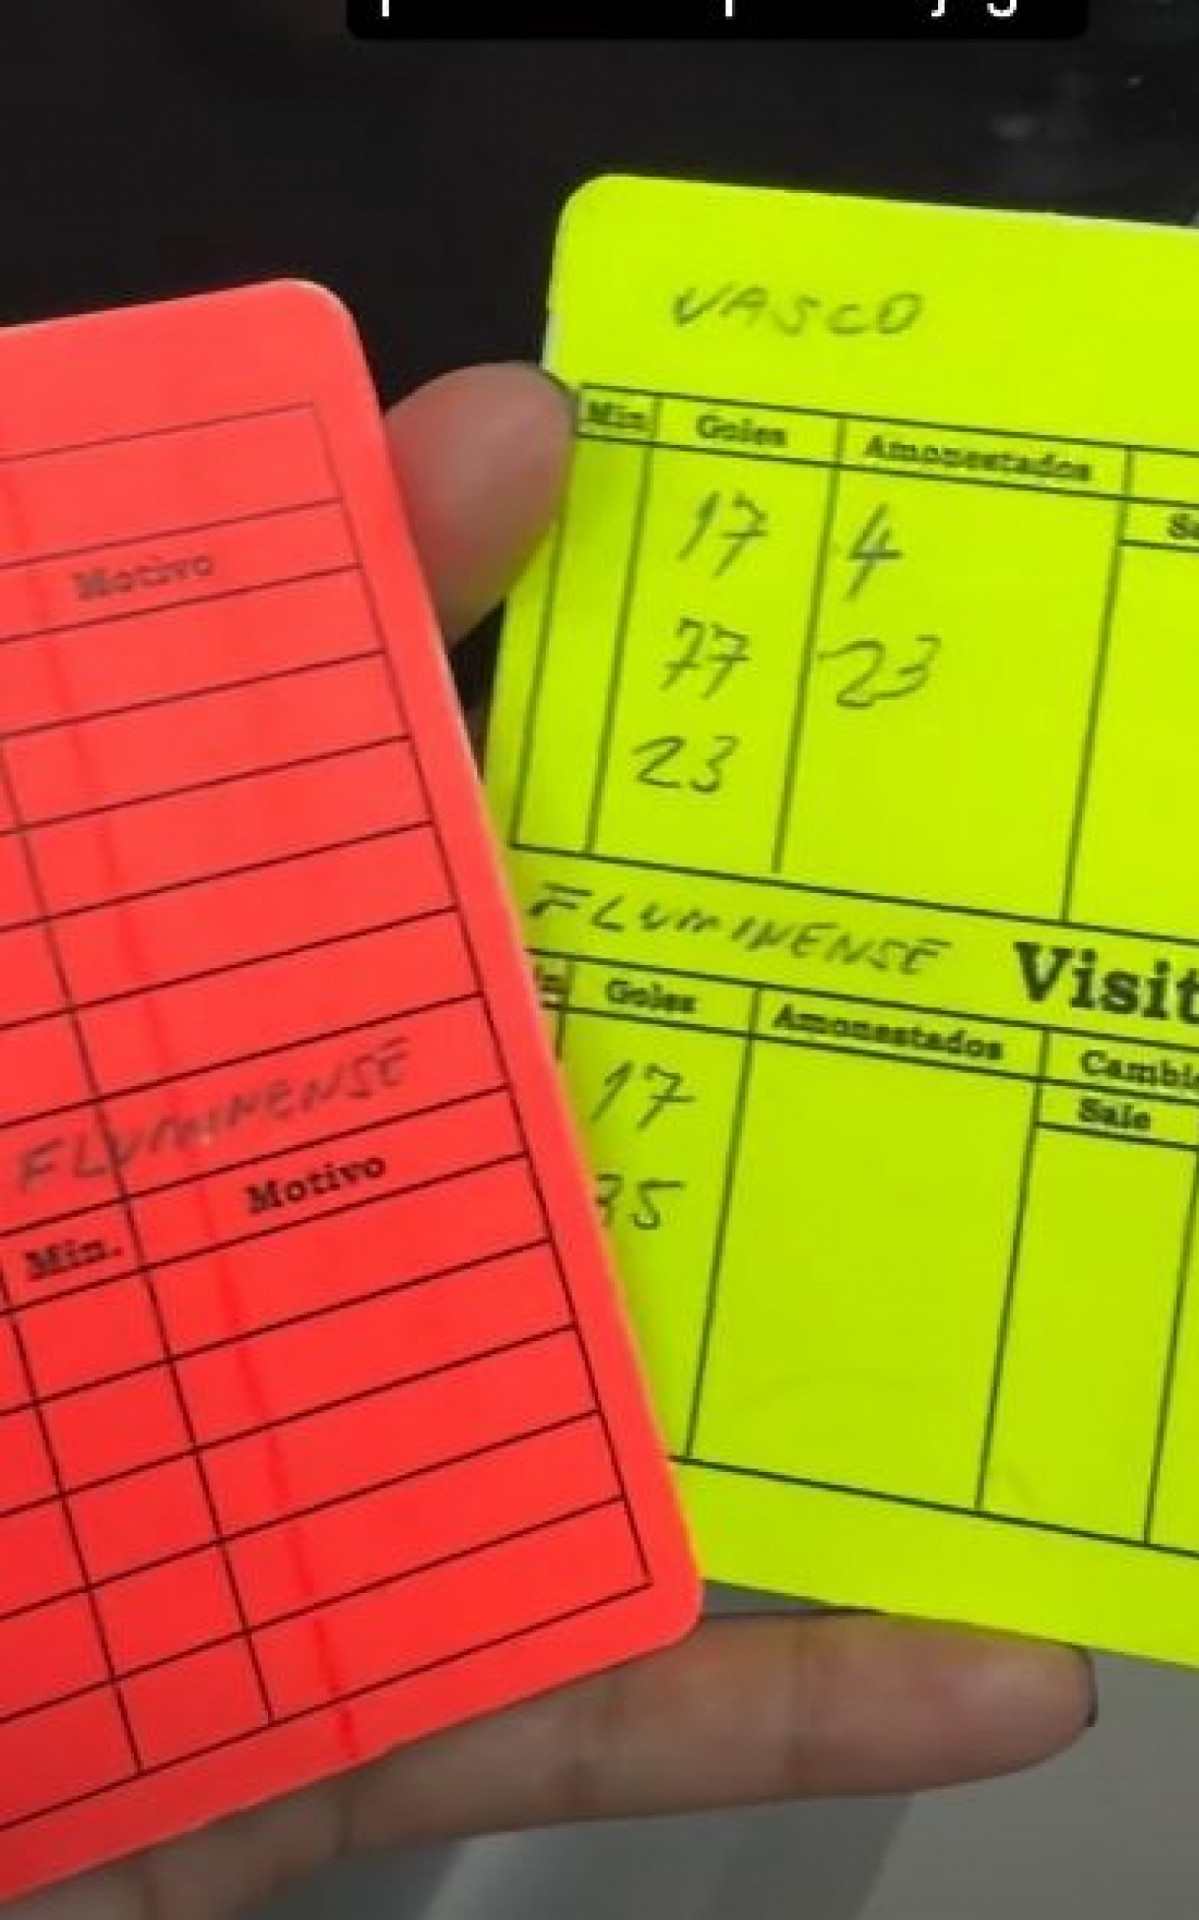 VASCO
Min Goles Amonestados
17 4
77 23
23
FLUMINENSE Visit
Goles Amonestados Cambi
Sale
17
35
Motivo
FLUMINENSE
Min. Motivo